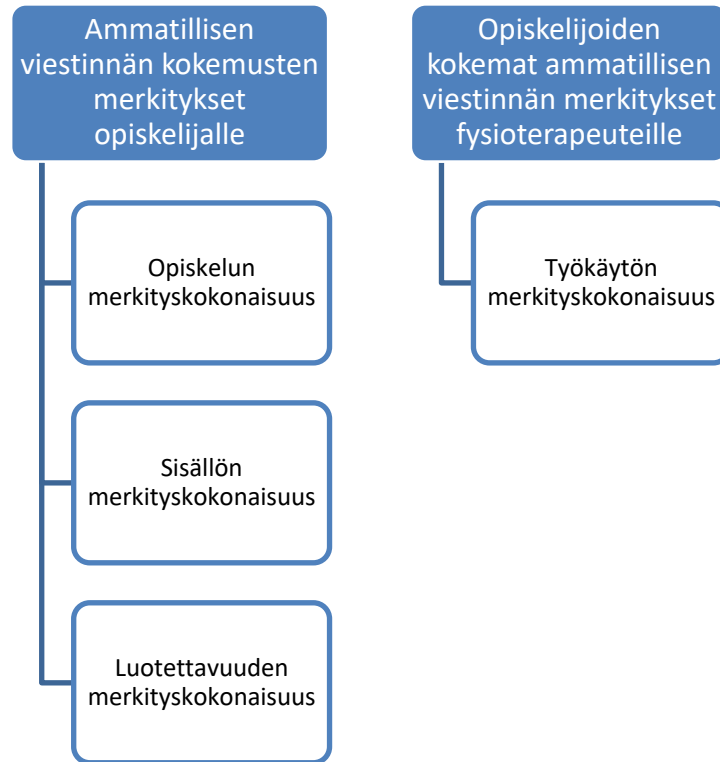 Ammatillisen
viestinnän kokemusten
merkitykset
opiskelijalle
Opiskelun
merkityskokonaisuus
Sisällön
merkityskokonaisuus
Luotettavuuden
merkityskokonaisuus
Opiskelijoiden
kokemat ammatillisen
viestinnän merkitykset
fysioterapeuteille
Työkäytön
merkityskokonaisuus